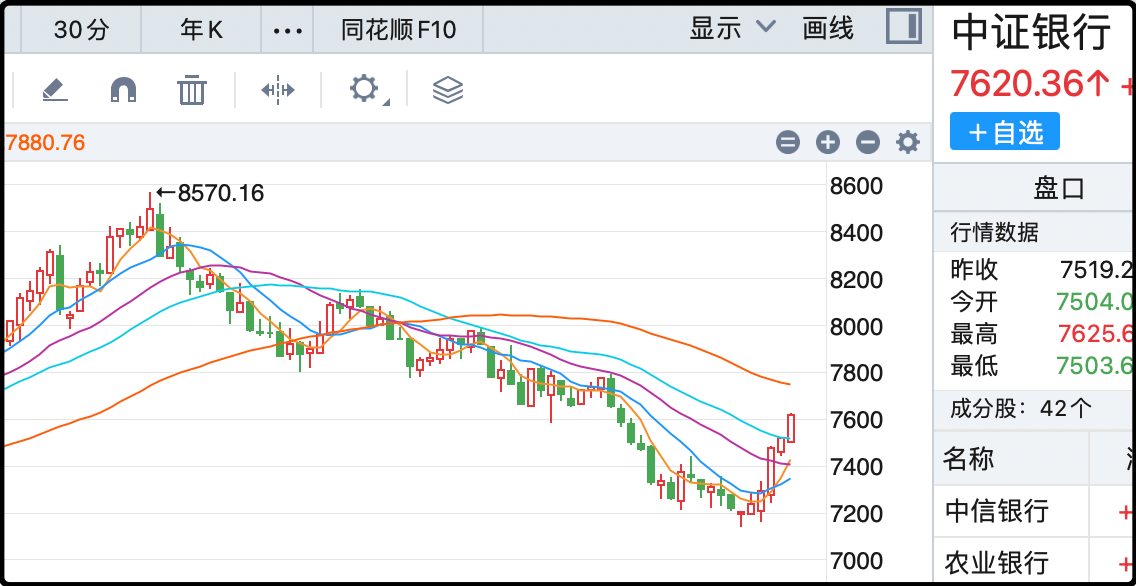 30分 年K ••• 同花顺F10 显示 画线
中证银行
7620.36↑ +
+自选
7880.76
←8570.16
8600
8400
8200
8000
7800
7600
7400
7200
7000
盘口
行情数据
昨收 7519.2
今开 7504.0
最高 7625.6
最低 7503.6
成分股：42个
名称
中信银行 +
农业银行 +